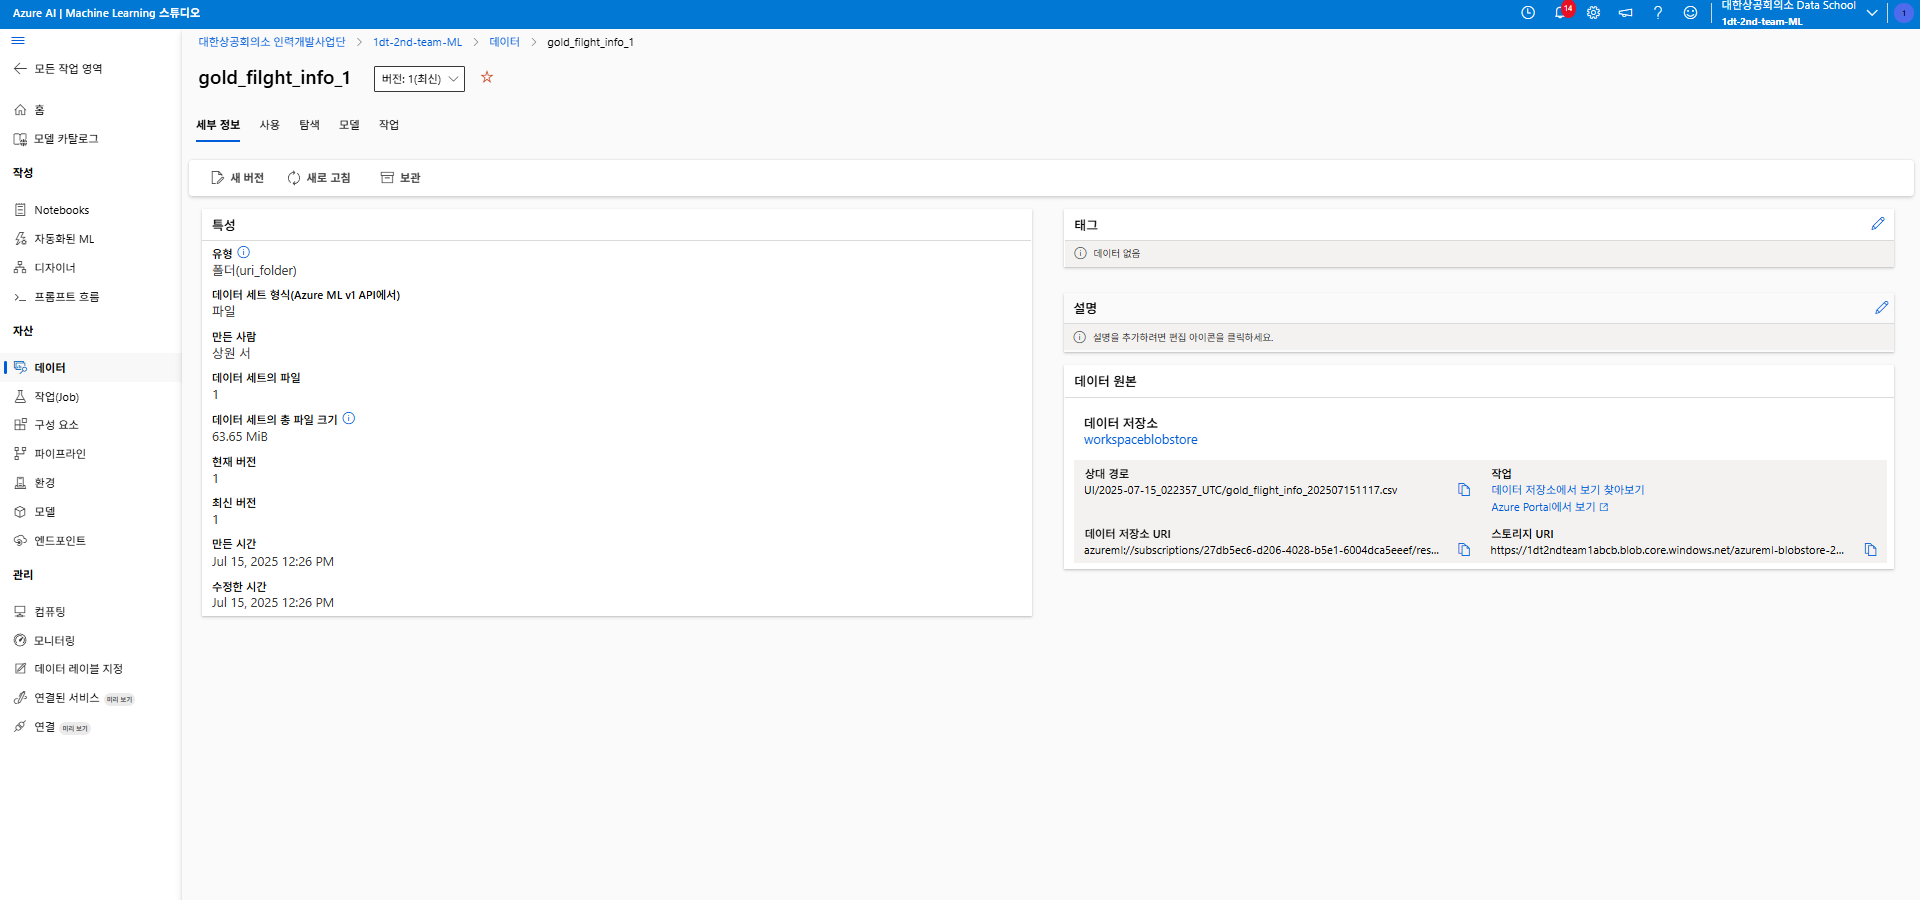 Azure AI | Machine Learning 스튜디오
14
대한상공회의소 Data School
1dt-2nd-team-ML
1
모든 작업 영역
홈
모델 카탈로그
작성
Notebooks
자동화된 ML
디자이너
프롬프트 흐름
자산
데이터
작업(Job)
구성 요소
파이프라인
환경
모델
엔드포인트
관리
컴퓨팅
모니터링
데이터 레이블 지정
연결된 서비스 미리 보기
연결 미리 보기
대한상공회의소 인력개발사업단 > 1dt-2nd-team-ML > 데이터 > gold_filght_info_1
gold_filght_info_1
버전: 1(최신)
세부 정보 사용 탐색 모델 작업
새 버전 새로 고침 보관
특성
유형
폴더(uri_folder)
데이터 세트 형식(Azure ML v1 API에서)
파일
만든 사람
상원 서
데이터 세트의 파일
1
데이터 세트의 총 파일 크기
63.65 MiB
현재 버전
1
최신 버전
1
만든 시간
Jul 15, 2025 12:26 PM
수정한 시간
Jul 15, 2025 12:26 PM
태그
데이터 없음
설명
설명을 추가하려면 편집 아이콘을 클릭하세요.
데이터 원본
데이터 저장소
workspaceblobstore
상대 경로
UI/2025-07-15_022357_UTC/gold_flight_info_202507151117.csv
작업
데이터 저장소에서 보기 찾아보기
Azure Portal에서 보기
데이터 저장소 URI
azureml://subscriptions/27db5ec6-d206-4028-b5e1-6004dca5eeef/res...
스토리지 URI
https://1dt2ndteam1abcb.blob.core.windows.net/azureml-blobstore-2...